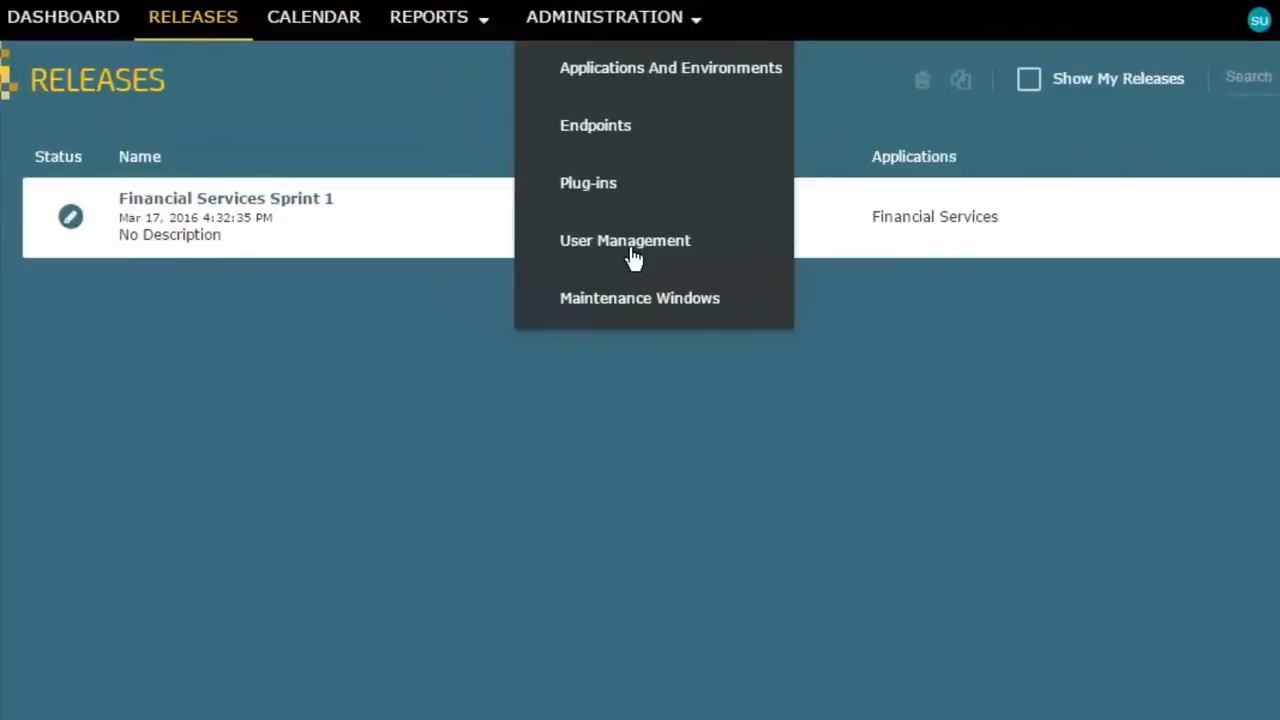 DASHBOARD RELEASES CALENDAR REPORTS ADMINISTRATION SU
Applications And Environments
RELEASES Show My Releases Search
Endpoints
Status Name Applications
Plug-ins
Financial Services Sprint 1
Mar 17, 2016 4:32:35 PM Financial Services
No Description
User Management
Maintenance Windows